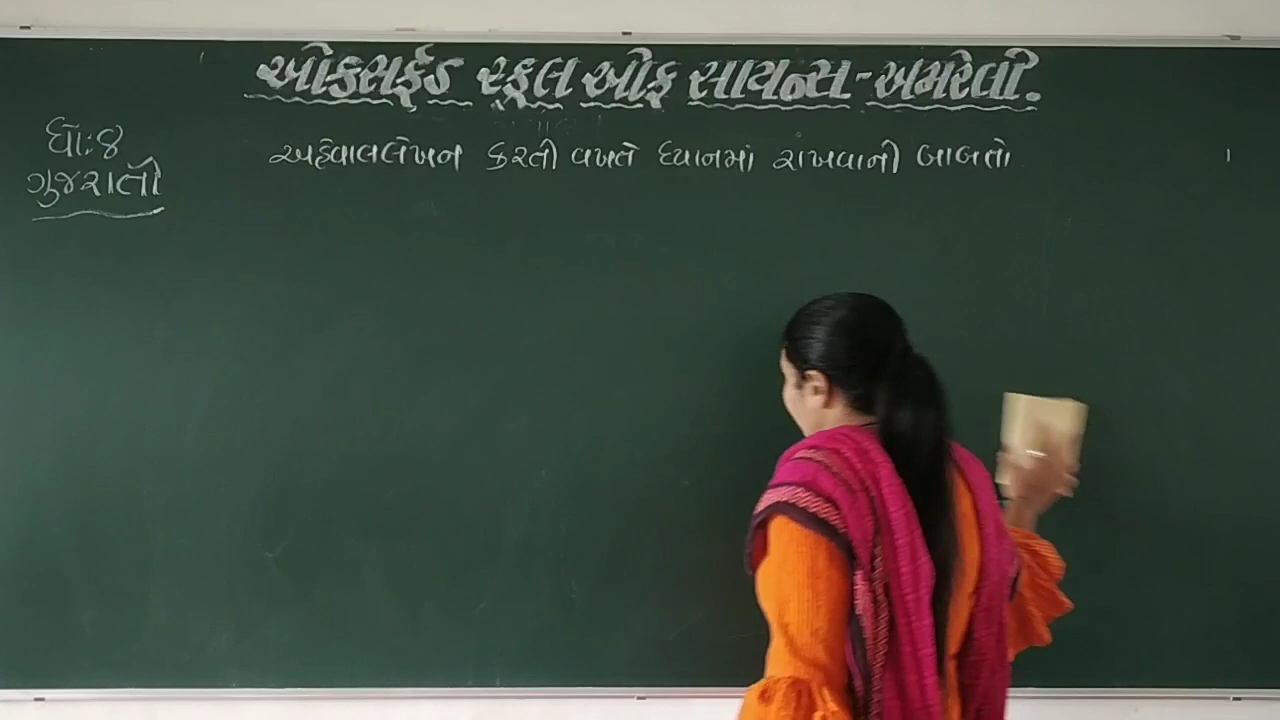 ઓક્સફર્ડ સ્કુલ ઓફ સાયન્સ - અમરેલી.
ધો:૪
ગુજરાતી
અહેવાલલેખન કરતી વખતે ધ્યાનમાં રાખવાની બાબતો